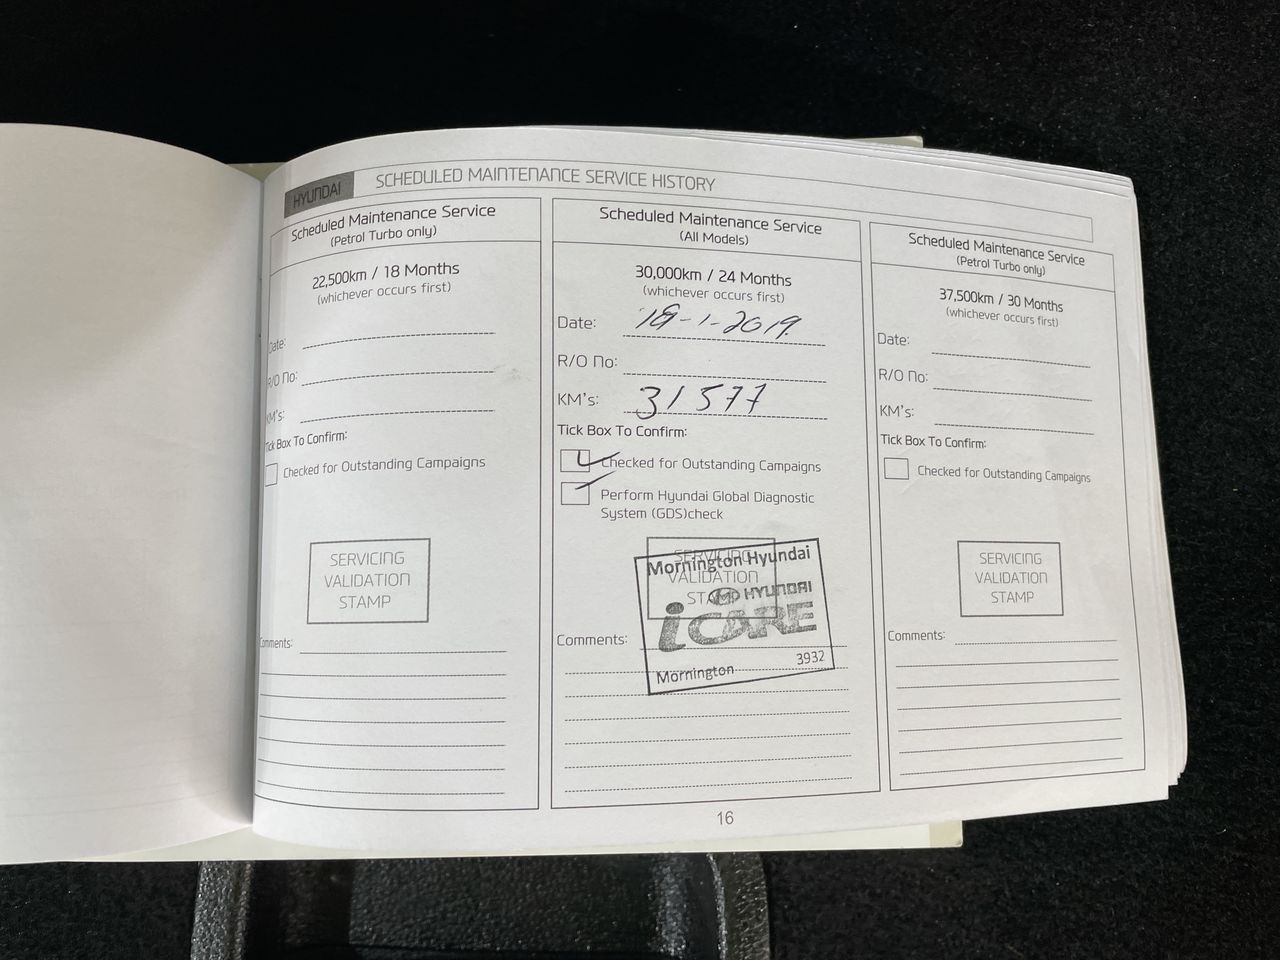 HYUNDAI
SCHEDULED MAINTENANCE SERVICE HISTORY
Scheduled Maintenance Service
(Petrol Turbo only)
22,500km / 18 Months
(whichever occurs first)
Date:
R/O No:
KM's:
Tick Box To Confirm:
Checked for Outstanding Campaigns
SERVICING
VALIDATION
STAMP
Comments:
Scheduled Maintenance Service
(All Models)
30,000km / 24 Months
(whichever occurs first)
Date: 18-1-2019
R/O No:
KM's: 31577
Tick Box To Confirm:
Checked for Outstanding Campaigns
Perform Hyundai Global Diagnostic
System (GDS)check
SERVICING
VALIDATION
STAMP
Mornington Hyundai
HYUNDAI
iCARE
Mornington 3932
Comments:
Scheduled Maintenance Service
(Petrol Turbo only)
37,500km / 30 Months
(whichever occurs first)
Date:
R/O No:
KM's:
Tick Box To Confirm:
Checked for Outstanding Campaigns
SERVICING
VALIDATION
STAMP
Comments:
16